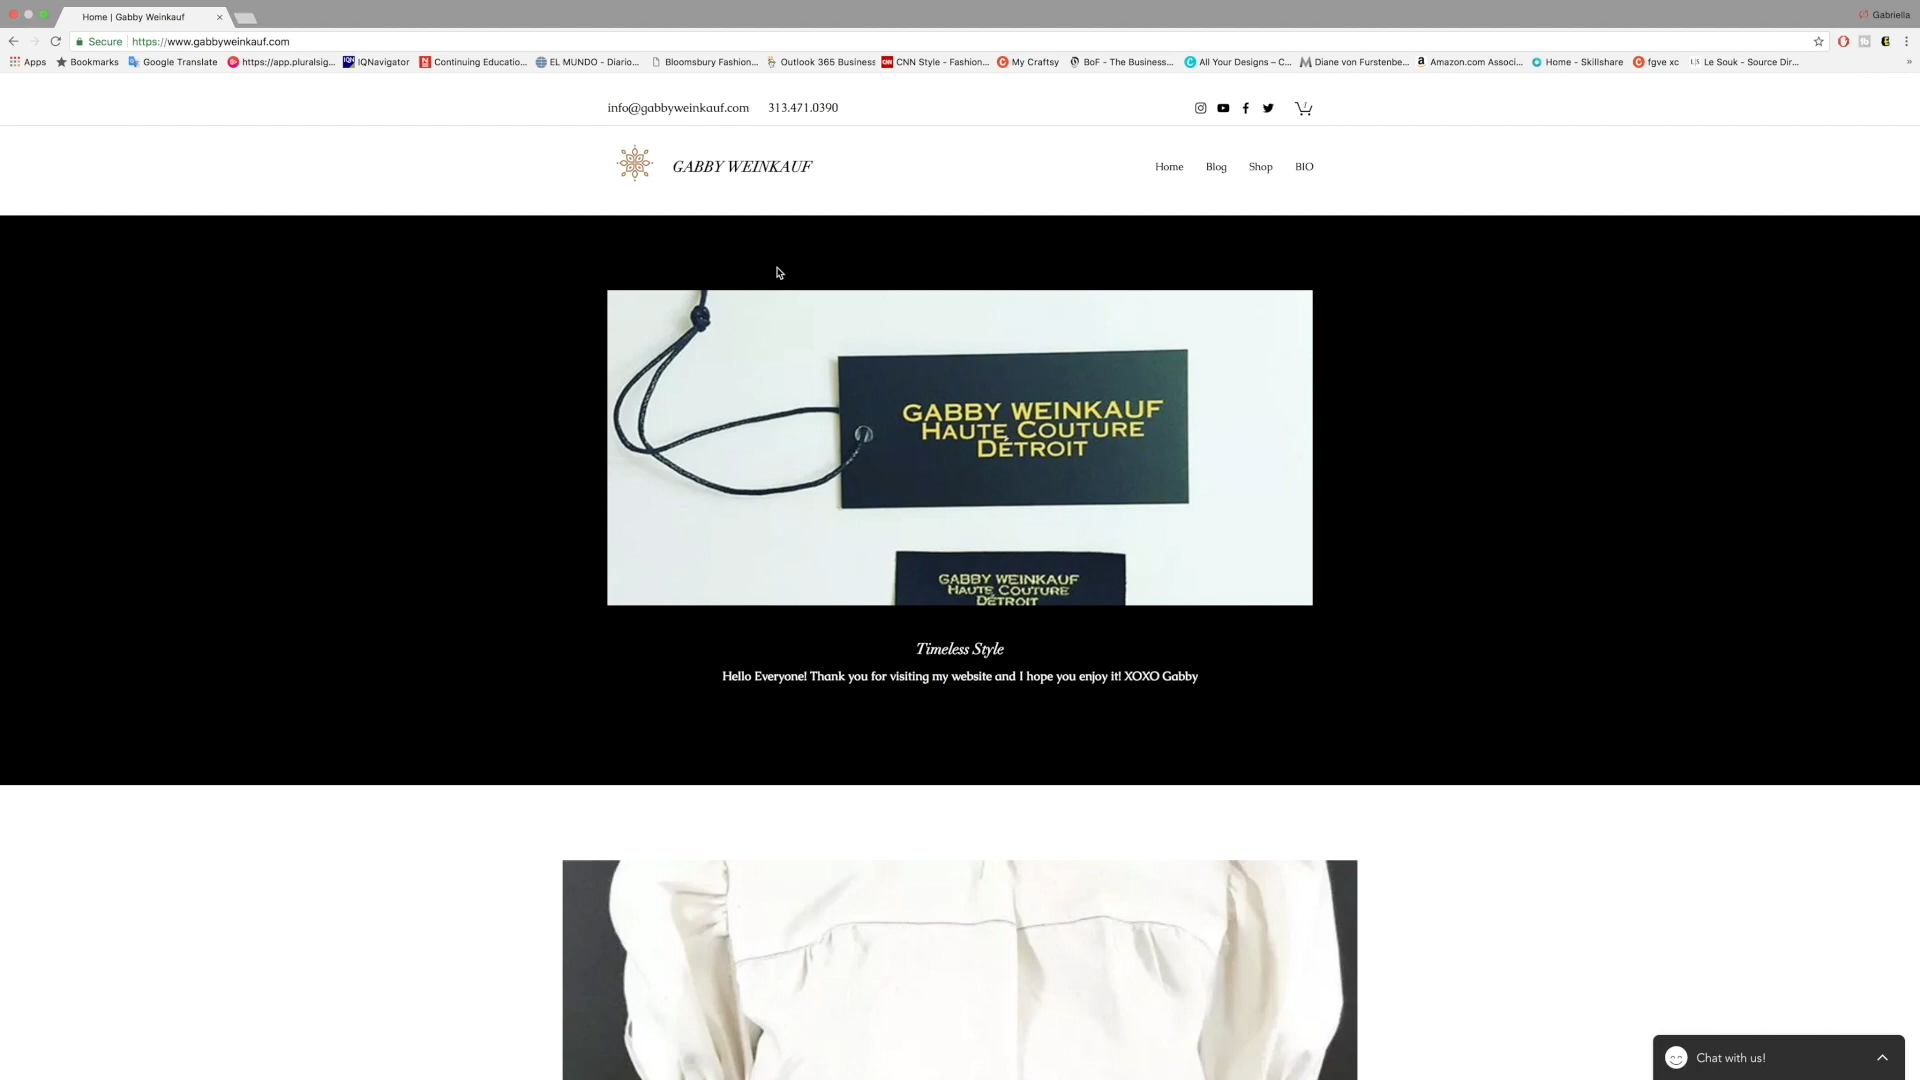 Home | Gabby Weinkauf
Gabriella
Secure https://www.gabbyweinkauf.com
Apps Bookmarks Google Translate https://app.pluralsig... IQNavigator Continuing Educatio... EL MUNDO - Diario... Bloomsbury Fashion... Outlook 365 Business CNN Style - Fashion... My Craftsy BoF - The Business... All Your Designs – C... Diane von Furstenbe... Amazon.com Associ... Home - Skillshare fgve xc Le Souk - Source Dir...
info@gabbyweinkauf.com 313.471.0390
1
GABBY WEINKAUF
Home Blog Shop BIO
GABBY WEINKAUF
HAUTE COUTURE
DÉTROIT
GABBY WEINKAUF
HAUTE COUTURE
DÉTROIT
Timeless Style
Hello Everyone! Thank you for visiting my website and I hope you enjoy it! XOXO Gabby
Chat with us!